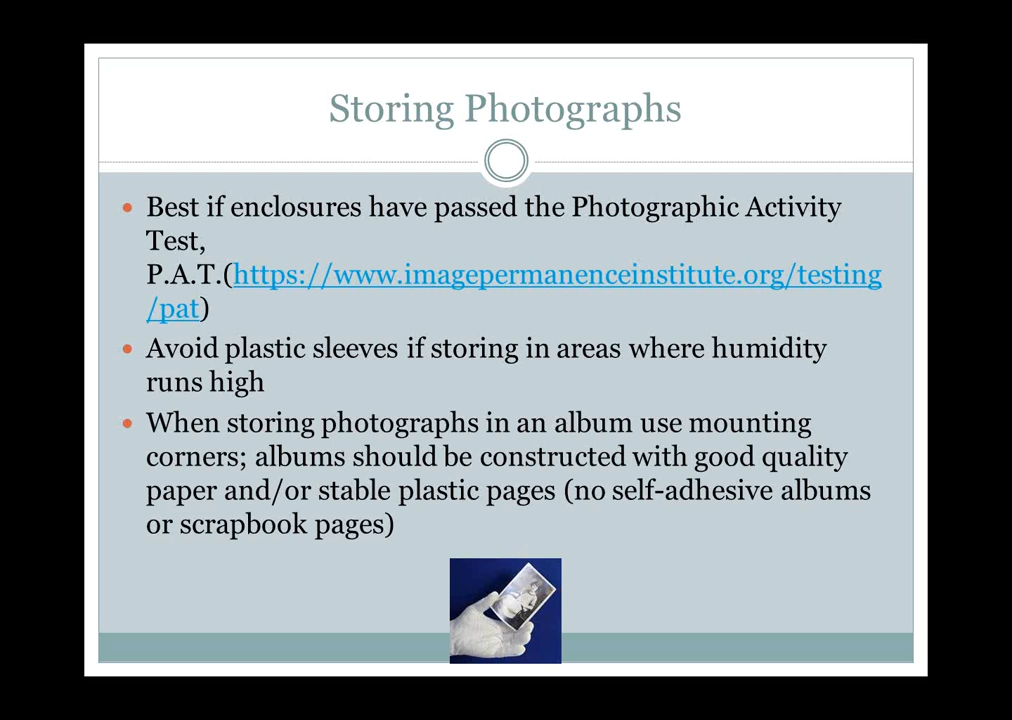 Storing Photographs
• Best if enclosures have passed the Photographic Activity
Test,
P.A.T.(https://www.imagepermanenceinstitute.org/testing
/pat)
• Avoid plastic sleeves if storing in areas where humidity
runs high
• When storing photographs in an album use mounting
corners; albums should be constructed with good quality
paper and/or stable plastic pages (no self-adhesive albums
or scrapbook pages)